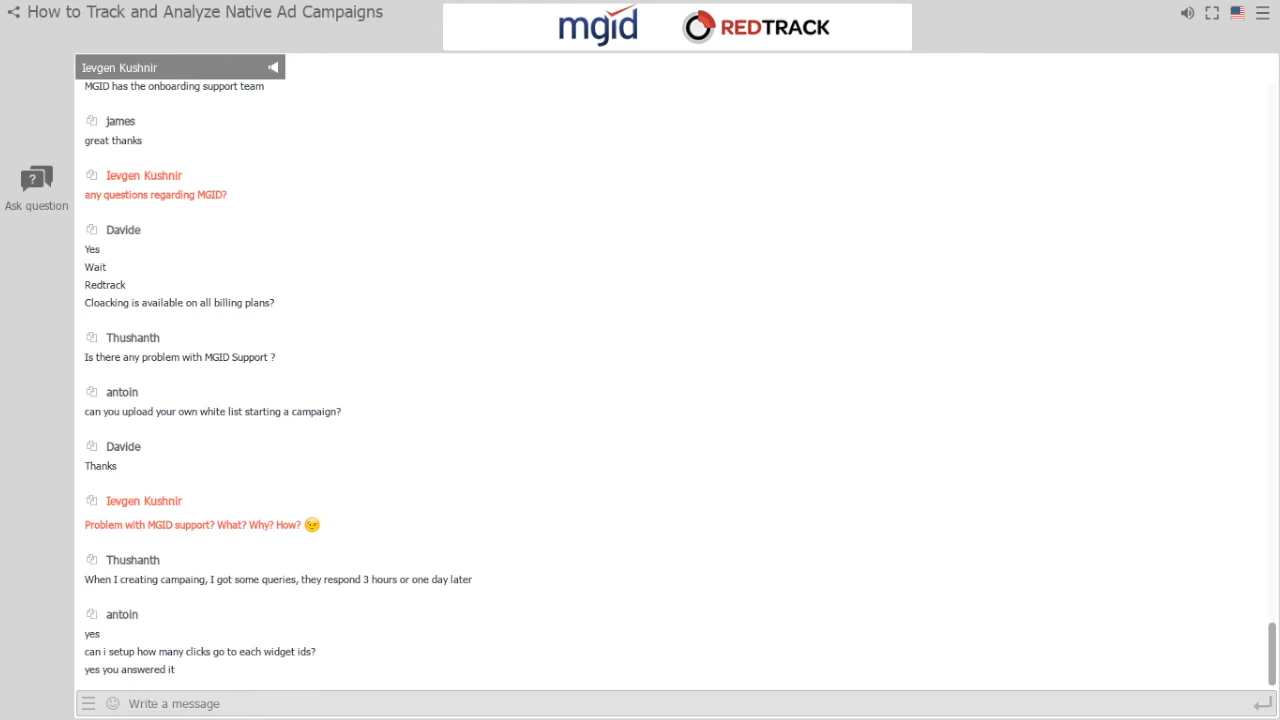 How to Track and Analyze Native Ad Campaigns
mgid
REDTRACK
Ievgen Kushnir
MGID has the onboarding support team
james
great thanks
Ievgen Kushnir
any questions regarding MGID?
Ask question
Davide
Yes
Wait
Redtrack
Cloacking is available on all billing plans?
Thushanth
Is there any problem with MGID Support ?
antoin
can you upload your own white list starting a campaign?
Davide
Thanks
Ievgen Kushnir
Problem with MGID support? What? Why? How?
Thushanth
When I creating campaing, I got some queries, they respond 3 hours or one day later
antoin
yes
can i setup how many clicks go to each widget ids?
yes you answered it
Write a message